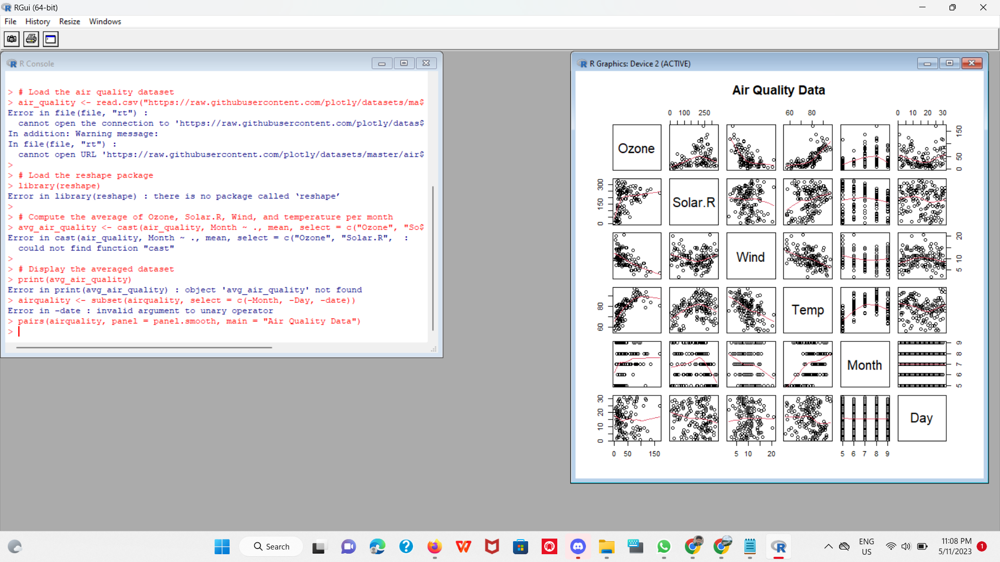 RGui (64-bit)
File History Resize Windows
R Console
> # Load the air quality dataset
> air_quality <- read.csv("https://raw.githubusercontent.com/plotly/datasets/ma$
Error in file(file, "rt") :
  cannot open the connection to 'https://raw.githubusercontent.com/plotly/datas$
In addition: Warning message:
In file(file, "rt") :
  cannot open URL 'https://raw.githubusercontent.com/plotly/datasets/master/air$
>
> # Load the reshape package
> library(reshape)
Error in library(reshape) : there is no package called ‘reshape’
>
> # Compute the average of Ozone, Solar.R, Wind, and temperature per month
> avg_air_quality <- cast(air_quality, Month ~ ., mean, select = c("Ozone", "So$
Error in cast(air_quality, Month ~ ., mean, select = c("Ozone", "Solar.R",  :
  could not find function "cast"
>
> # Display the averaged dataset
> print(avg_air_quality)
Error in print(avg_air_quality) : object 'avg_air_quality' not found
> airquality <- subset(airquality, select = c(-Month, -Day, -date))
Error in -date : invalid argument to unary operator
> pairs(airquality, panel = panel.smooth, main = "Air Quality Data")
>
R Graphics: Device 2 (ACTIVE)
Air Quality Data
0 100 250 60 80 0 10 20 30
Ozone
0 50 150
Solar.R
0 150 300
Wind
5 10 20
Temp
60 80
Month
5 6 7 8 9
Day
0 10 20 30
0 50 150 5 10 20 5 6 7 8 9
Search
ENG
US
11:08 PM
5/11/2023
1